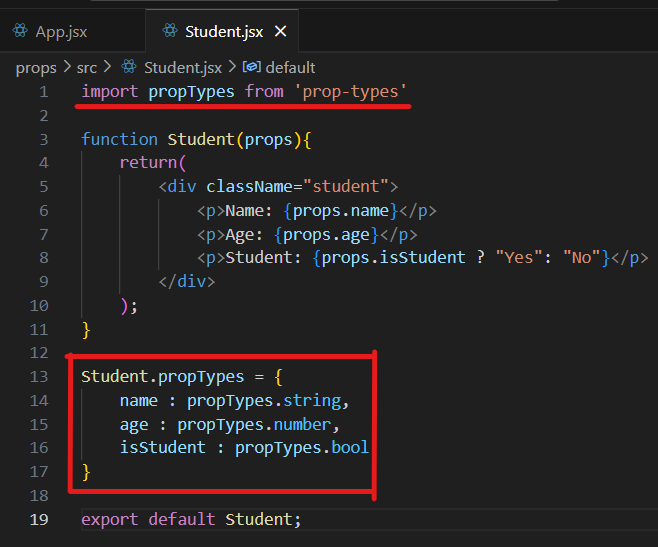 App.jsx Student.jsx
props > src > Student.jsx > default
1 import propTypes from 'prop-types'
2
3 function Student(props){
4 return(
5 <div className="student">
6 <p>Name: {props.name}</p>
7 <p>Age: {props.age}</p>
8 <p>Student: {props.isStudent ? "Yes": "No"}</p>
9 </div>
10 );
11 }
12
13 Student.propTypes = {
14 name : propTypes.string,
15 age : propTypes.number,
16 isStudent : propTypes.bool
17 }
18
19 export default Student;